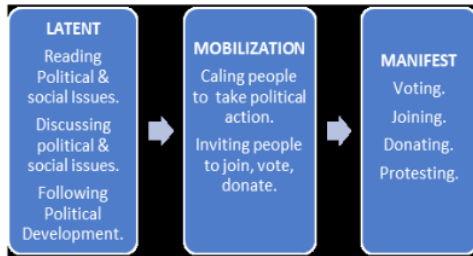 LATENT
Reading
Political &
social Issues.
Discussing
political &
social issues.
Following
Political
Development.
MOBILIZATION
Caling people
to take political
action.
Inviting people
to join, vote,
donate.
MANIFEST
Voting.
Joining.
Donating.
Protesting.